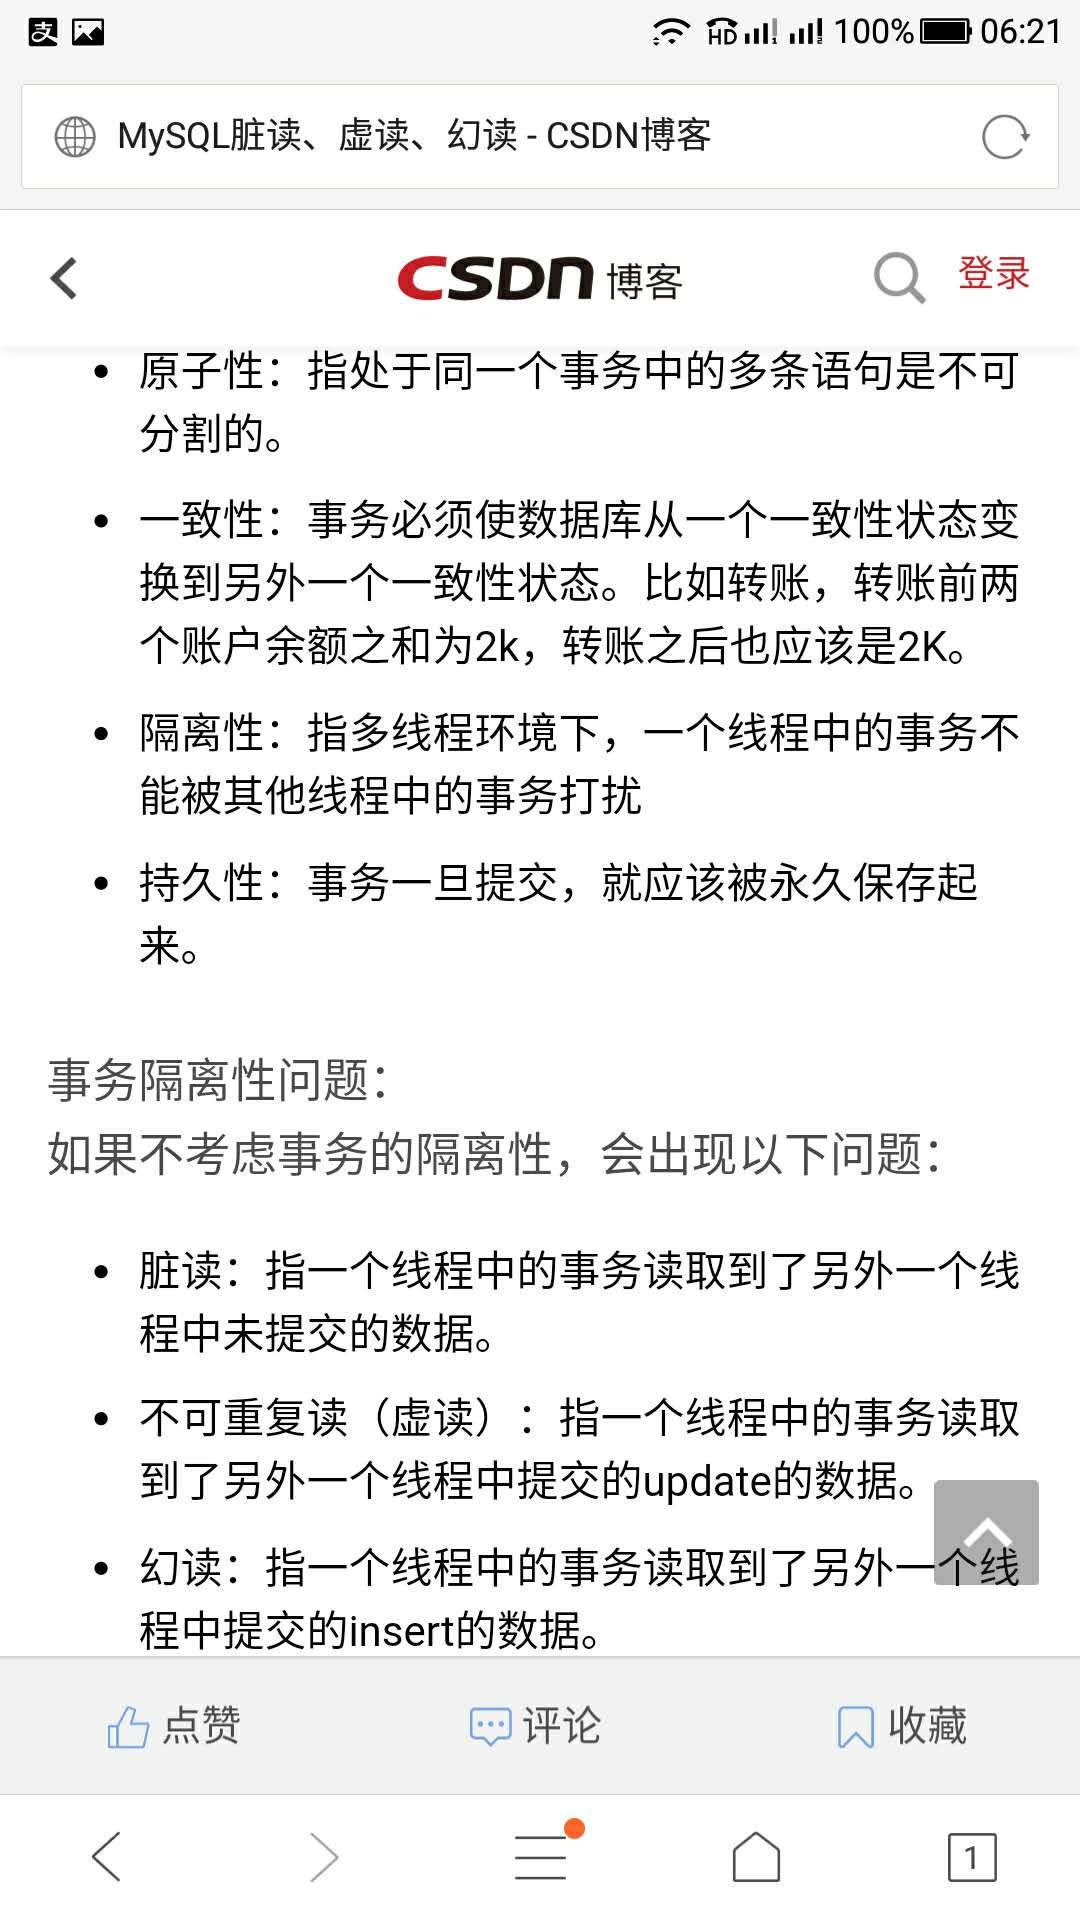 支 HD 1 2 100% 06:21
MySQL脏读、虚读、幻读 - CSDN博客
CSDN 博客 登录
原子性：指处于同一个事务中的多条语句是不可
分割的。
一致性：事务必须使数据库从一个一致性状态变
换到另外一个一致性状态。比如转账，转账前两
个账户余额之和为2k，转账之后也应该是2K。
隔离性：指多线程环境下，一个线程中的事务不
能被其他线程中的事务打扰
持久性：事务一旦提交，就应该被永久保存起
来。
事务隔离性问题：
如果不考虑事务的隔离性，会出现以下问题：
脏读：指一个线程中的事务读取到了另外一个线
程中未提交的数据。
不可重复读（虚读）：指一个线程中的事务读取
到了另外一个线程中提交的update的数据。
幻读：指一个线程中的事务读取到了另外一个线
程中提交的insert的数据。
点赞 评论 收藏
1